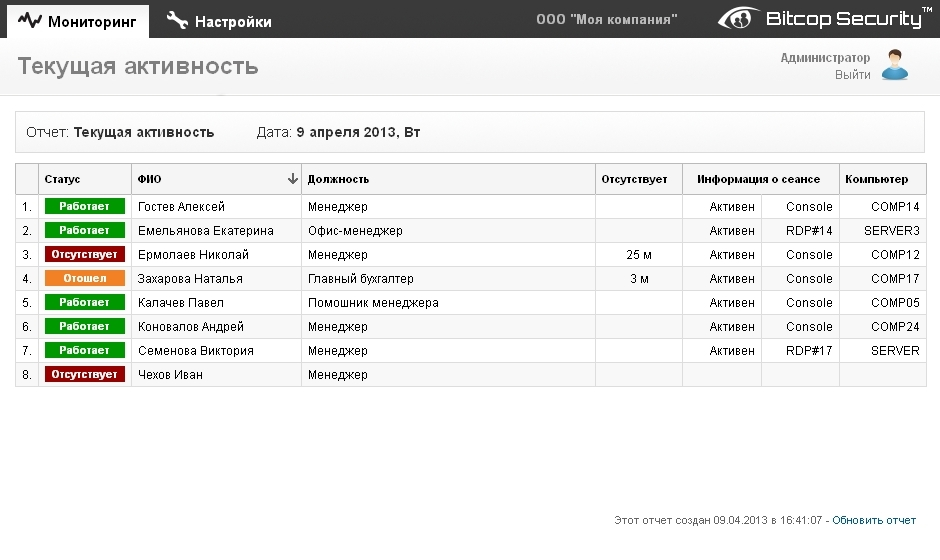 Мониторинг Настройки ООО "Моя компания" Bitcop Security™
Текущая активность
Администратор
Выйти
Отчет: Текущая активность Дата: 9 апреля 2013, Вт
Статус ФИО Должность Отсутствует Информация о сеансе Компьютер
1. Работает Гостев Алексей Менеджер Активен Console COMP14
2. Работает Емельянова Екатерина Офис-менеджер Активен RDP#14 SERVER3
3. Отсутствует Ермолаев Николай Менеджер 25 м Активен Console COMP12
4. Отошел Захарова Наталья Главный бухгалтер 3 м Активен Console COMP17
5. Работает Калачев Павел Помошник менеджера Активен Console COMP05
6. Работает Коновалов Андрей Менеджер Активен Console COMP24
7. Работает Семенова Виктория Менеджер Активен RDP#17 SERVER
8. Отсутствует Чехов Иван Менеджер
Этот отчет создан 09.04.2013 в 16:41:07 - Обновить отчет